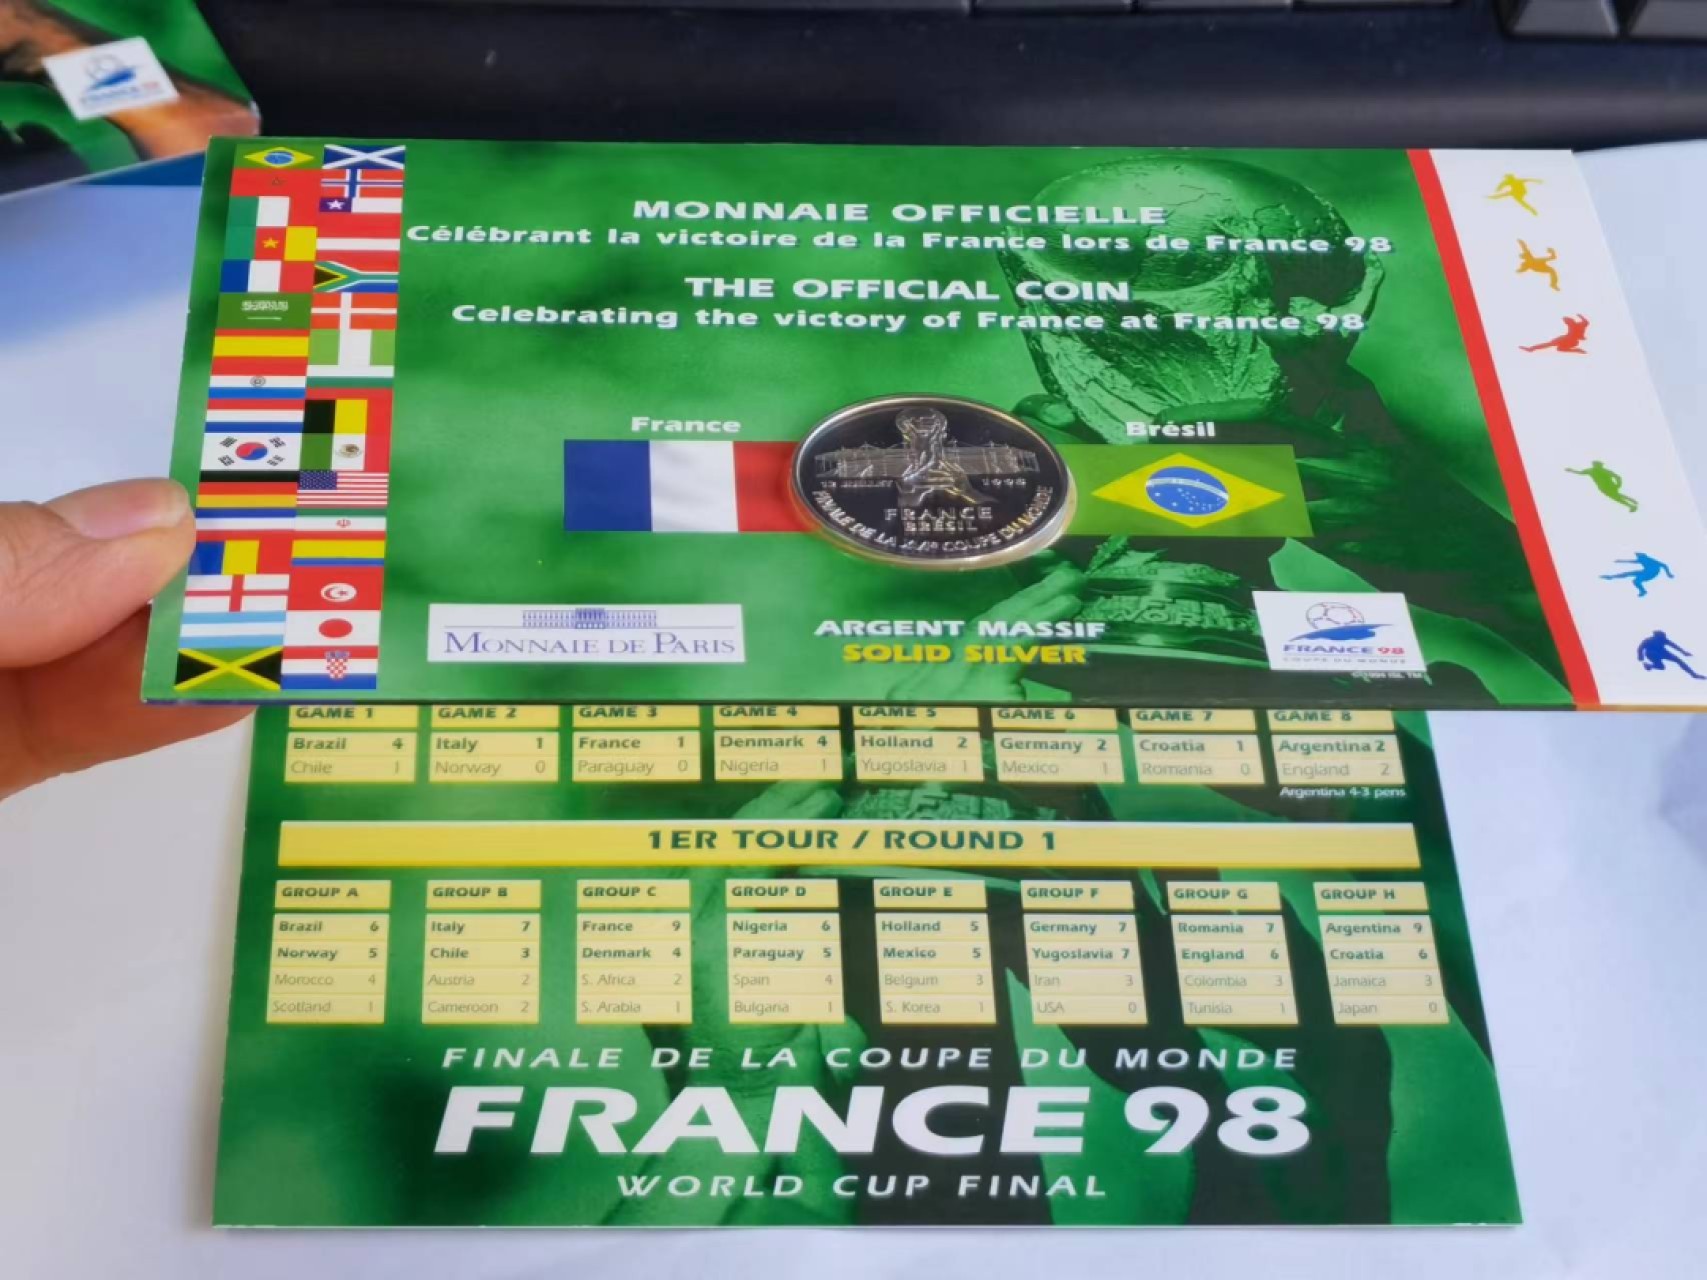 FRANCE 98
MONNAIE OFFICIELLE
Célébrant la victoire de la France lors de France 98
THE OFFICIAL COIN
Celebrating the victory of France at France 98
France
Brésil
12 JUILLET 1998
FRANCE
BRESIL
FINALE DE LA XVIe COUPE DU MONDE
MONNAIE DE PARIS
ARGENT MASSIF
SOLID SILVER
FRANCE 98
COUPE DU MONDE
GAME 1 GAME 2 GAME 3 GAME 4 GAME 5 GAME 6 GAME 7 GAME 8
Brazil 4 Italy 1 France 1 Denmark 4 Holland 2 Germany 2 Croatia 1 Argentina 2
Chile 1 Norway 0 Paraguay 0 Nigeria 1 Yugoslavia 1 Mexico 1 Romania 0 England 2
Argentina 4-3 pens
1ER TOUR / ROUND 1
GROUP A GROUP B GROUP C GROUP D GROUP E GROUP F GROUP G GROUP H
Brazil 6 Italy 7 France 9 Nigeria 6 Holland 5 Germany 7 Romania 7 Argentina 9
Norway 5 Chile 3 Denmark 4 Paraguay 5 Mexico 5 Yugoslavia 7 England 6 Croatia 6
Morocco 4 Austria 2 S. Africa 2 Spain 4 Belgium 3 Iran 3 Colombia 3 Jamaica 3
Scotland 1 Cameroon 2 S. Arabia 1 Bulgaria 1 S. Korea 1 USA 0 Tunisia 1 Japan 0
FINALE DE LA COUPE DU MONDE
FRANCE 98
WORLD CUP FINAL